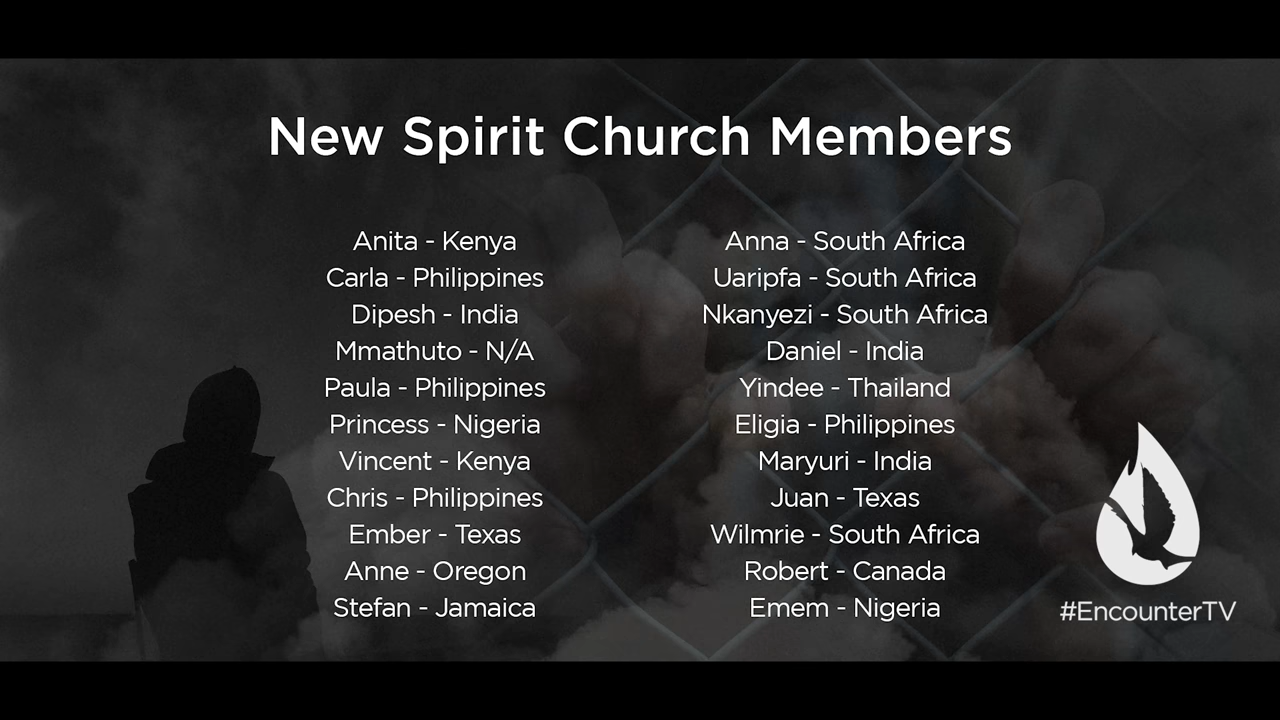 New Spirit Church Members
Anita - Kenya
Carla - Philippines
Dipesh - India
Mmathuto - N/A
Paula - Philippines
Princess - Nigeria
Vincent - Kenya
Chris - Philippines
Ember - Texas
Anne - Oregon
Stefan - Jamaica
Anna - South Africa
Uaripfa - South Africa
Nkanyezi - South Africa
Daniel - India
Yindee - Thailand
Eligia - Philippines
Maryuri - India
Juan - Texas
Wilmrie - South Africa
Robert - Canada
Emem - Nigeria
#EncounterTV